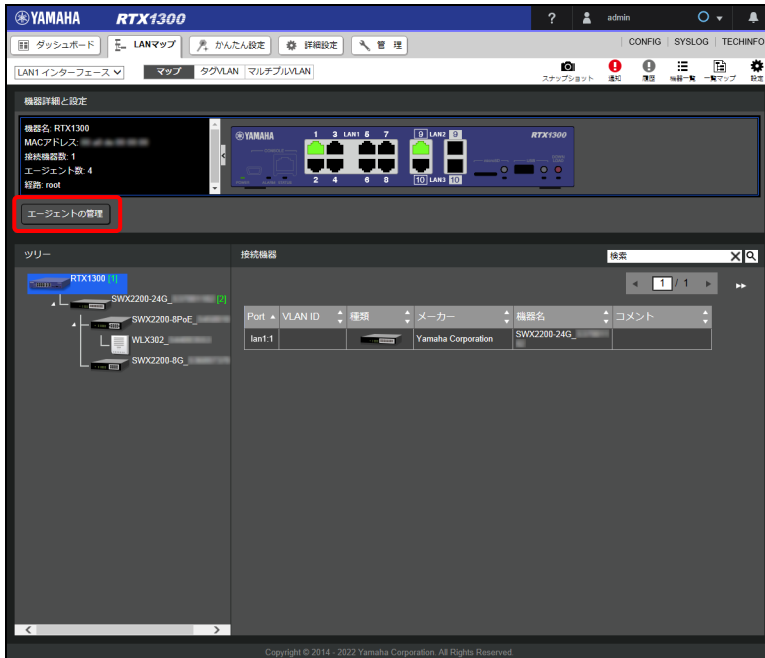 YAMAHA RTX1300 ? admin
ダッシュボード LANマップ かんたん設定 詳細設定 管 理 CONFIG SYSLOG TECHINFO
LAN1 インターフェース マップ タグVLAN マルチプルVLAN スナップショット 通知 履歴 機器一覧 一覧マップ 設定
機器詳細と設定
機器名: RTX1300
MACアドレス:
接続機器数: 1
エージェント数: 4
経路: root
YAMAHA 1 3 LAN1 5 7 9 LAN2 9 RTX1300
CONSOLE
2 4 6 8 10 LAN3 10
エージェントの管理
ツリー 接続機器 検索
RTX1300 [1]
SWX2200-24G_ [2]
SWX2200-8PoE_
WLX302_
SWX2200-8G_
1 / 1
Port VLAN ID 種類 メーカー 機器名 コメント
lan1:1 Yamaha Corporation SWX2200-24G_
Copyright © 2014 - 2022 Yamaha Corporation. All Rights Reserved.